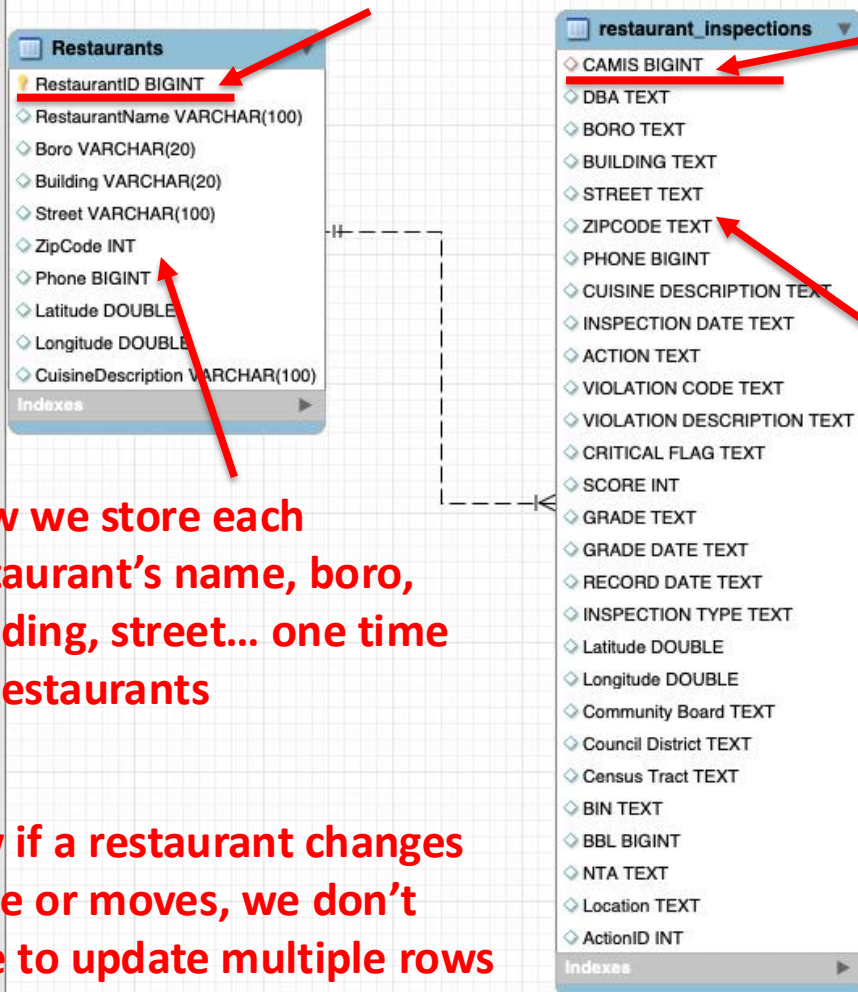 Restaurants
RestaurantID BIGINT
RestaurantName VARCHAR(100)
Boro VARCHAR(20)
Building VARCHAR(20)
Street VARCHAR(100)
ZipCode INT
Phone BIGINT
Latitude DOUBLE
Longitude DOUBLE
CuisineDescription VARCHAR(100)
Indexes
we store each
name, boro,
street... one time
if a restaurant changes
or moves, we don't
to update multiple rows
restaurant_inspections
CAMIS BIGINT
DBA TEXT
BORO TEXT
BUILDING TEXT
STREET TEXT
ZIPCODE TEXT
PHONE BIGINT
CUISINE DESCRIPTION TEXT
INSPECTION DATE TEXT
ACTION TEXT
VIOLATION CODE TEXT
VIOLATION DESCRIPTION TEXT
CRITICAL FLAG TEXT
SCORE INT
GRADE TEXT
GRADE DATE TEXT
RECORD DATE TEXT
INSPECTION TYPE TEXT
Latitude DOUBLE
Longitude DOUBLE
Community Board TEXT
Council District TEXT
Census Tract TEXT
BIN TEXT
BBL BIGINT
NTA TEXT
Location TEXT
ActionID INT
Indexes